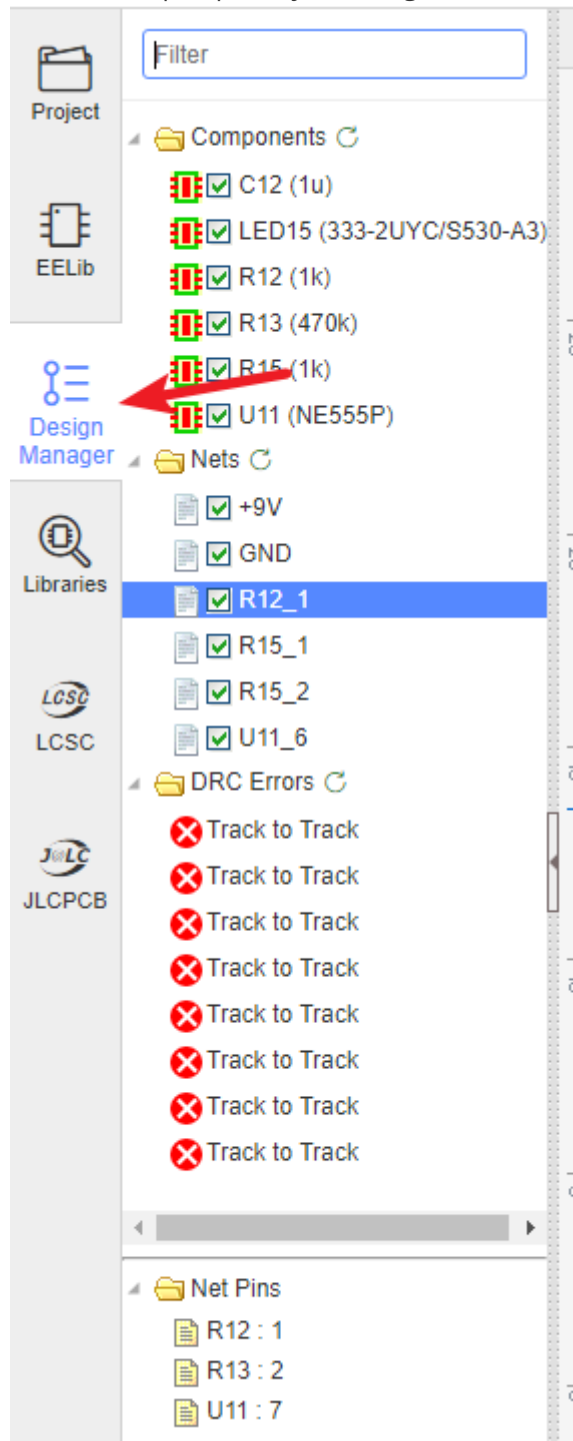 Filter
Project
Components
C12 (1u)
LED15 (333-2UYC/S530-A3)
EELib
R12 (1k)
R13 (470k)
R15 (1k)
Design
Manager
U11 (NE555P)
Nets
+9V
GND
Libraries
R12_1
R15_1
R15_2
LCSC
LCSC
U11_6
DRC Errors
Track to Track
J@LC
JLCPCB
Track to Track
Track to Track
Track to Track
Track to Track
Track to Track
Track to Track
Track to Track
Net Pins
R12 : 1
R13 : 2
U11 : 7